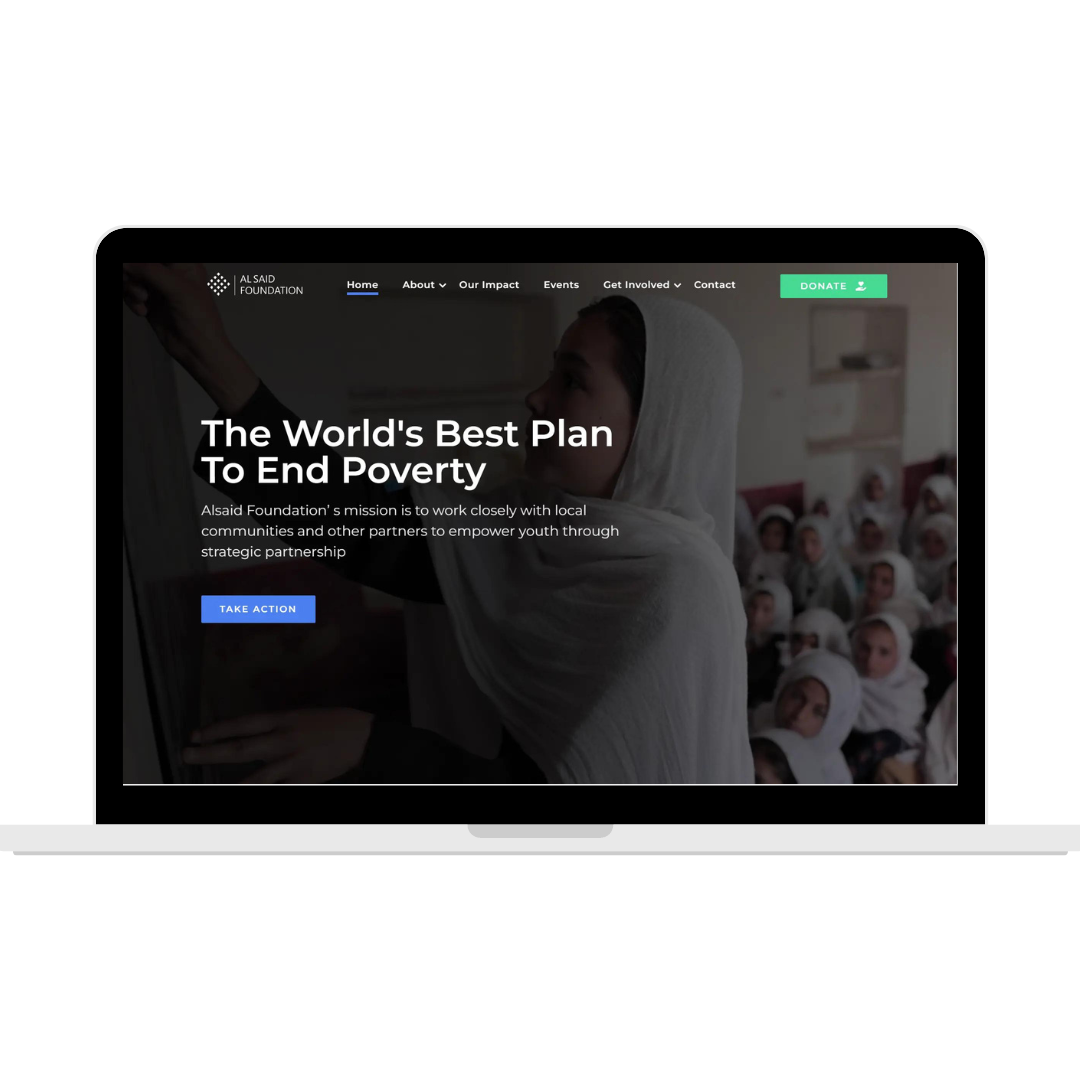 AL SAID
FOUNDATION
Home
About
Our Impact
Events
Get Involved
Contact
DONATE
The World's Best Plan
To End Poverty
Alsaid Foundation' s mission is to work closely with local
communities and other partners to empower youth through
strategic partnership
TAKE ACTION